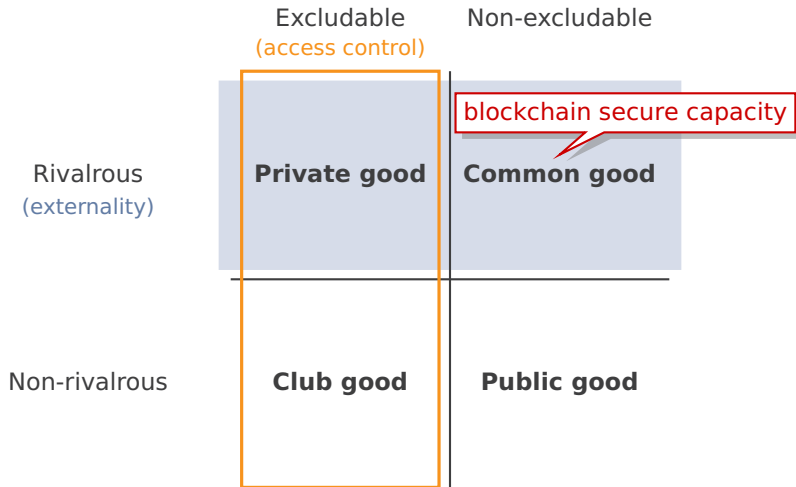 Excludable
(access control)
Non-excludable
blockchain secure capacity
Rivalrous
(externality)
Private good
Common good
Non-rivalrous
Club good
Public good